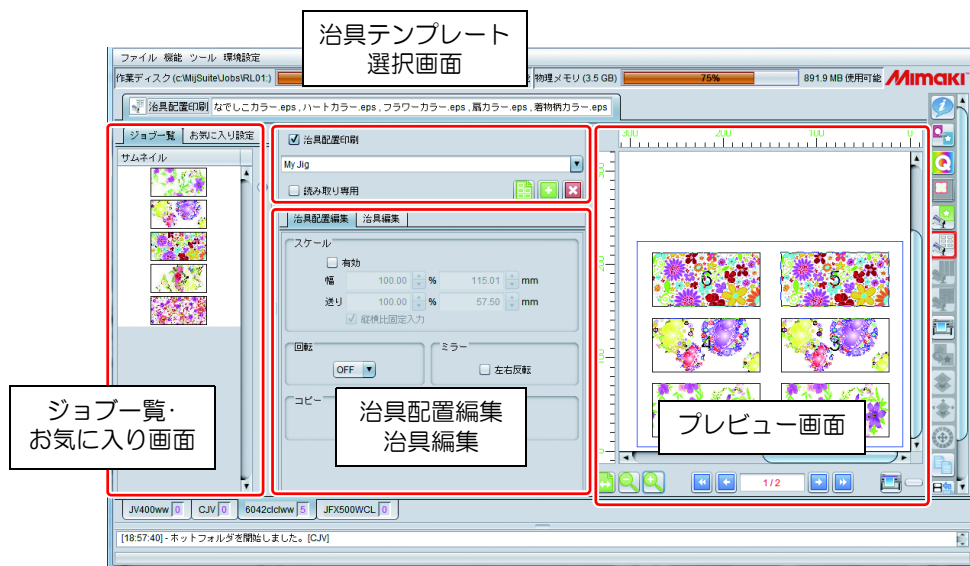 治具テンプレート
選択画面
ファイル 機能 ツール 環境設定
作業ディスク (c:\MijSuite\Jobs\RL01:)
物理メモリ (3.5 GB)
75%
891.9 MB 使用可能
Mimaki
治具配置印刷 なでしこカラー.eps , ハートカラー.eps , フラワーカラー.eps , 扇カラー.eps , 着物柄カラー.eps
ジョブ一覧 お気に入り設定
サムネイル
治具配置印刷
My Jig
読み取り専用
治具配置編集 治具編集
スケール
有効
幅 100.00 % 115.01 mm
送り 100.00 % 57.50 mm
縦横比固定入力
回転
OFF
ミラー
左右反転
コピー
300 200 100 0
6 5
4 3
1/2
ジョブ一覧・
お気に入り画面
治具配置編集
治具編集
プレビュー画面
JV400ww 0 CJV 0 6042clclww 5 JFX500WCL 0
[18:57:40] - ホットフォルダを開始しました。[CJV]